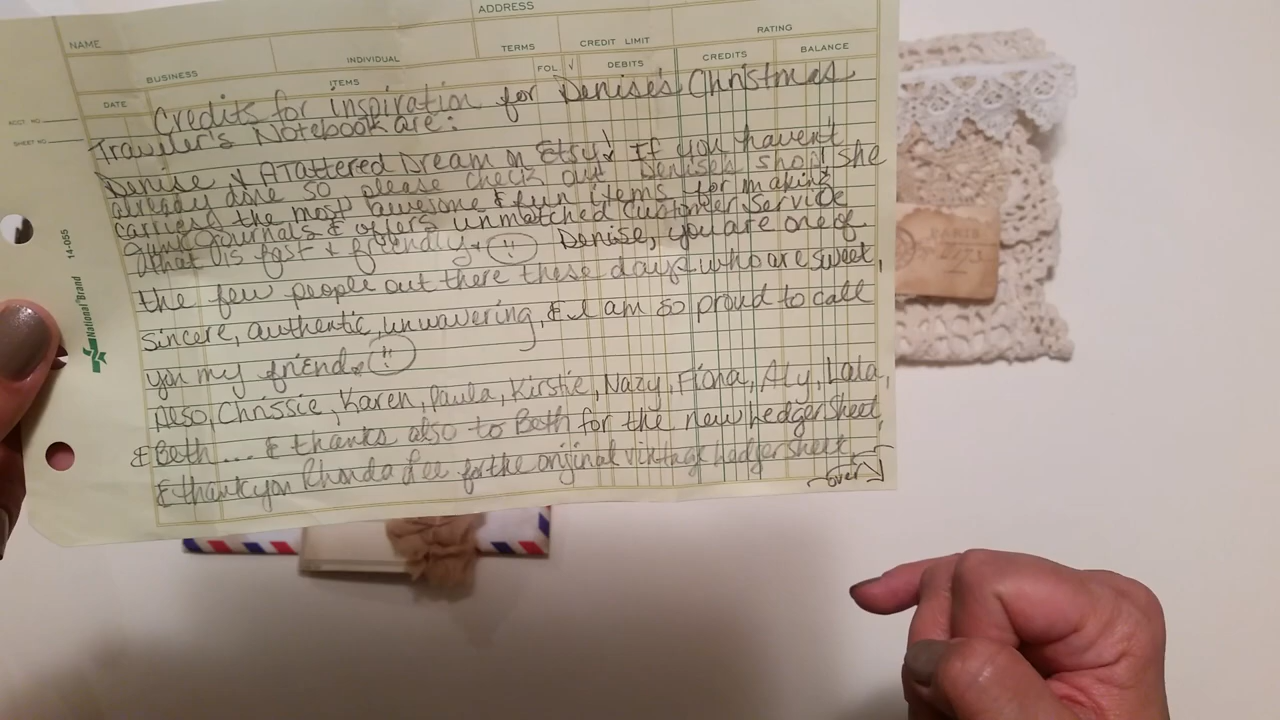 ADDRESS
NAME
RATING
BUSINESS INDIVIDUAL TERMS CREDIT LIMIT
DATE ITEMS FOL. √ DEBITS CREDITS BALANCE
ACCT. NO.
SHEET NO.
Credits for inspiration for Denise's Christmas
Traveler's Notebook are:
Denise & ATattered Dream on Etsy! If you haven't
already done so please check out Denise's shop! She
carries the most awesome & fun items for making
Junk Journals & offers unmatched Customer Service
that is fast & friendly. Denise, you are one of
the few people out there these days who are sweet,
sincere, authentic, unwavering, & I am so proud to call
you my friend.
Also, Chrissie, Karen, Paula, Kirstie, Nazy, Fiona, Aly, Lala,
& Beth.... & thanks also to Beth for the new Ledger Sheet,
& thank you Rhonda Lee for the original vintage Ledger sheet.
over
14-055
National Brand
PARIS